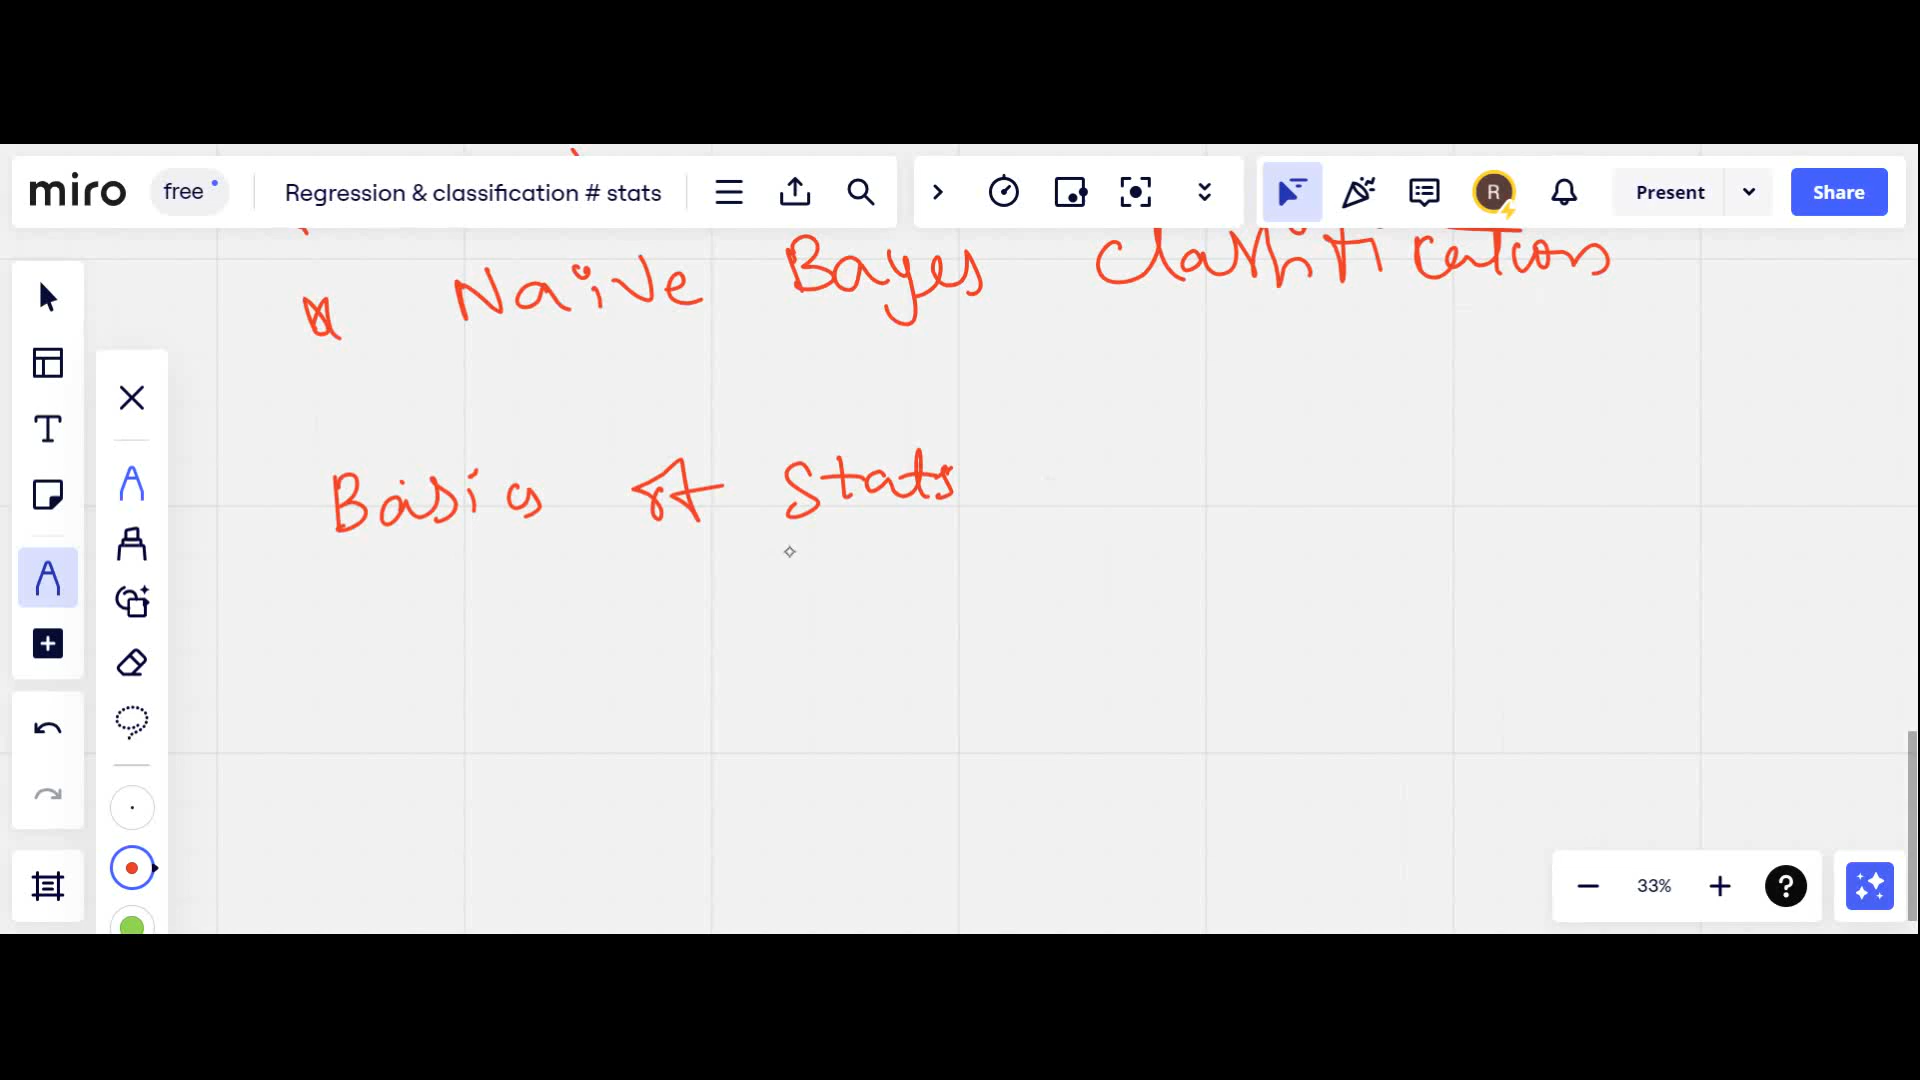 miro free Regression & classification # stats Present Share
R
* Naive Bayes Classification
Basics of Stats
33%